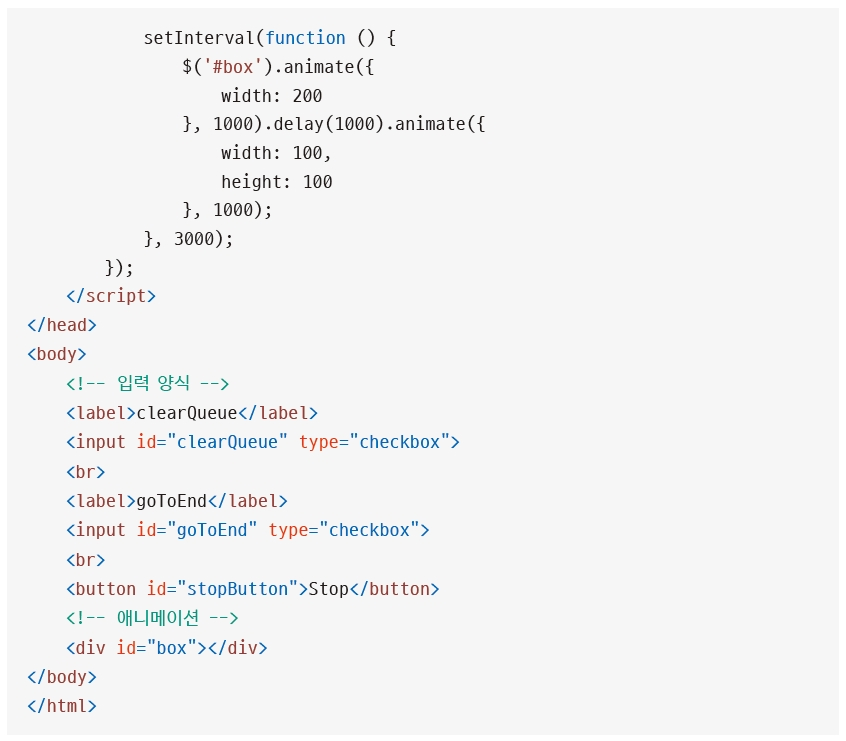 setInterval(function () {
$('#box').animate({
width: 200
}, 1000).delay(1000).animate({
width: 100,
height: 100
}, 1000);
}, 3000);
});
</script>
</head>
<body>
<!-- 입력 양식 -->
<label>clearQueue</label>
<input id="clearQueue" type="checkbox">
<br>
<label>goToEnd</label>
<input id="goToEnd" type="checkbox">
<br>
<button id="stopButton">Stop</button>
<!-- 애니메이션 -->
<div id="box"></div>
</body>
</html>